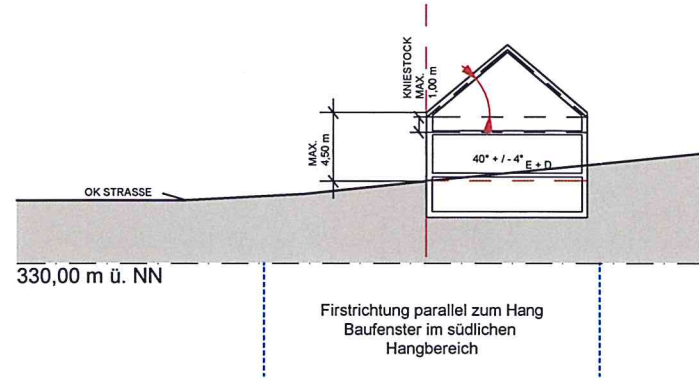 KNIESTOCK
MAX.
1,00 m
MAX.
4,50 m
40° + / - 4°
E + D
OK STRASSE
330,00 m ü. NN
Firstrichtung parallel zum Hang
Baufenster im südlichen
Hangbereich